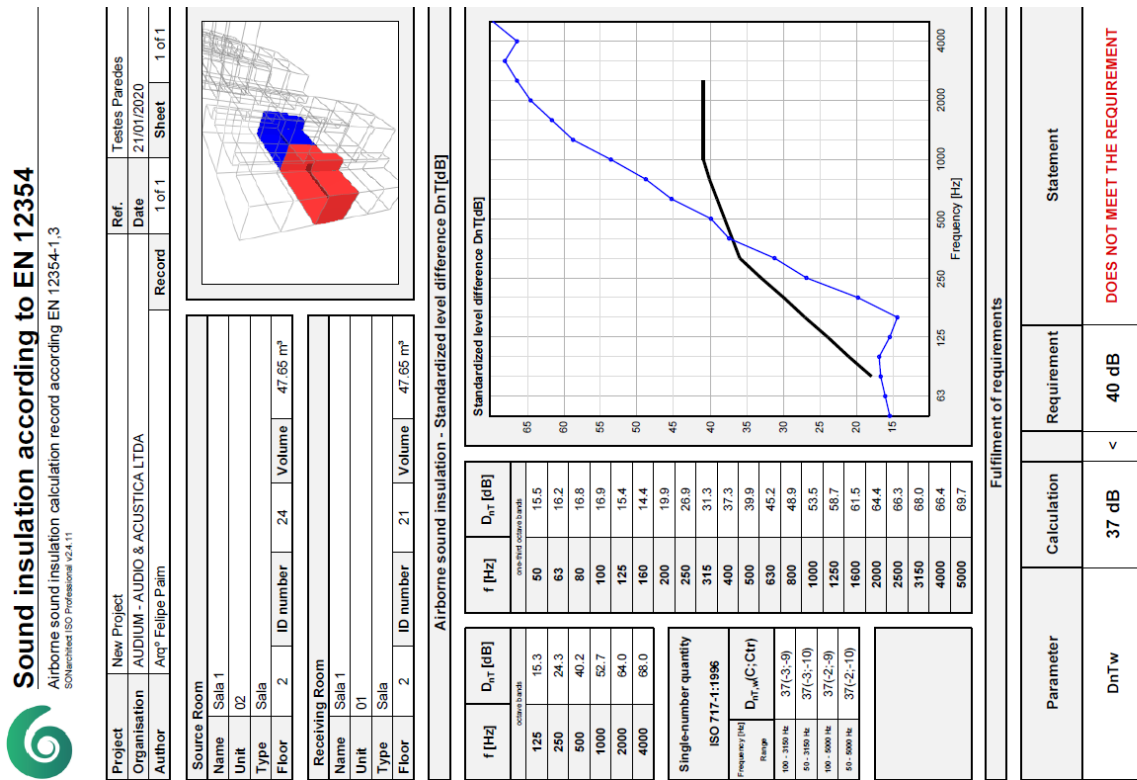 Sound insulation according to EN 12354
Airborne sound insulation calculation record according EN 12354-1,3
SONarchitect ISO Professional v2.4.11
Project New Project Ref. Testes Paredes
Organisation AUDIUM - AUDIO & ACUSTICA LTDA Date 21/01/2020
Author Arqº Felipe Paim Record 1 of 1 Sheet 1 of 1
Source Room
Name Sala 1
Unit 02
Type Sala
Floor 2 ID number 24 Volume 47.65 m³
Receiving Room
Name Sala 1
Unit 01
Type Sala
Floor 2 ID number 21 Volume 47.65 m³
Airborne sound insulation - Standardized level difference DnT[dB]
f [Hz] DnT [dB]
octave bands
125 15.3
250 24.3
500 40.2
1000 52.7
2000 64.0
4000 68.0
Single-number quantity
ISO 717-1:1996
Frequency [Hz] Range DnT,w(C;Ctr)
100 - 3150 Hz 37(-3;-9)
50 - 3150 Hz 37(-3;-10)
100 - 5000 Hz 37(-2;-9)
50 - 5000 Hz 37(-2;-10)
f [Hz] DnT [dB]
one-third octave bands
50 15.5
63 16.2
80 16.8
100 16.9
125 15.4
160 14.4
200 19.9
250 26.9
315 31.3
400 37.3
500 39.9
630 45.2
800 48.9
1000 53.5
1250 58.7
1600 61.5
2000 64.4
2500 66.3
3150 68.0
4000 66.4
5000 69.7
Standardized level difference DnT[dB]
65
60
55
50
45
40
35
30
25
20
15
63 125 250 500 1000 2000 4000
Frequency [Hz]
Fulfilment of requirements
Parameter Calculation Requirement Statement
DnTw 37 dB < 40 dB DOES NOT MEET THE REQUIREMENT